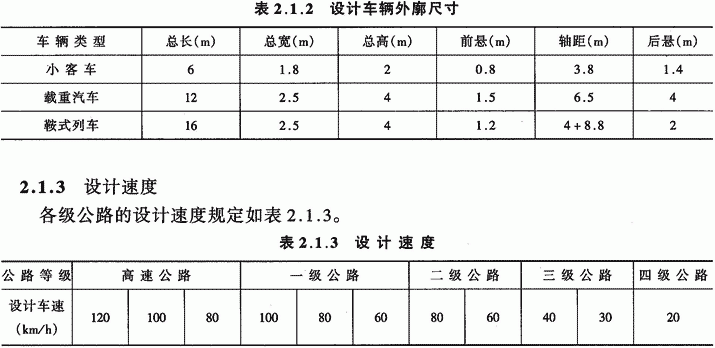 表 2.1.2 设计车辆外廓尺寸
车辆类型 总长(m) 总宽(m) 总高(m) 前悬(m) 轴距(m) 后悬(m)
小客车 6 1.8 2 0.8 3.8 1.4
载重汽车 12 2.5 4 1.5 6.5 4
鞍式列车 16 2.5 4 1.2 4+8.8 2
2.1.3 设计速度
各级公路的设计速度规定如表 2.1.3。
表 2.1.3 设计速度
公路等级 高速公路 一级公路 二级公路 三级公路 四级公路
设计车速
(km/h) 120 100 80 100 80 60 80 60 40 30 20